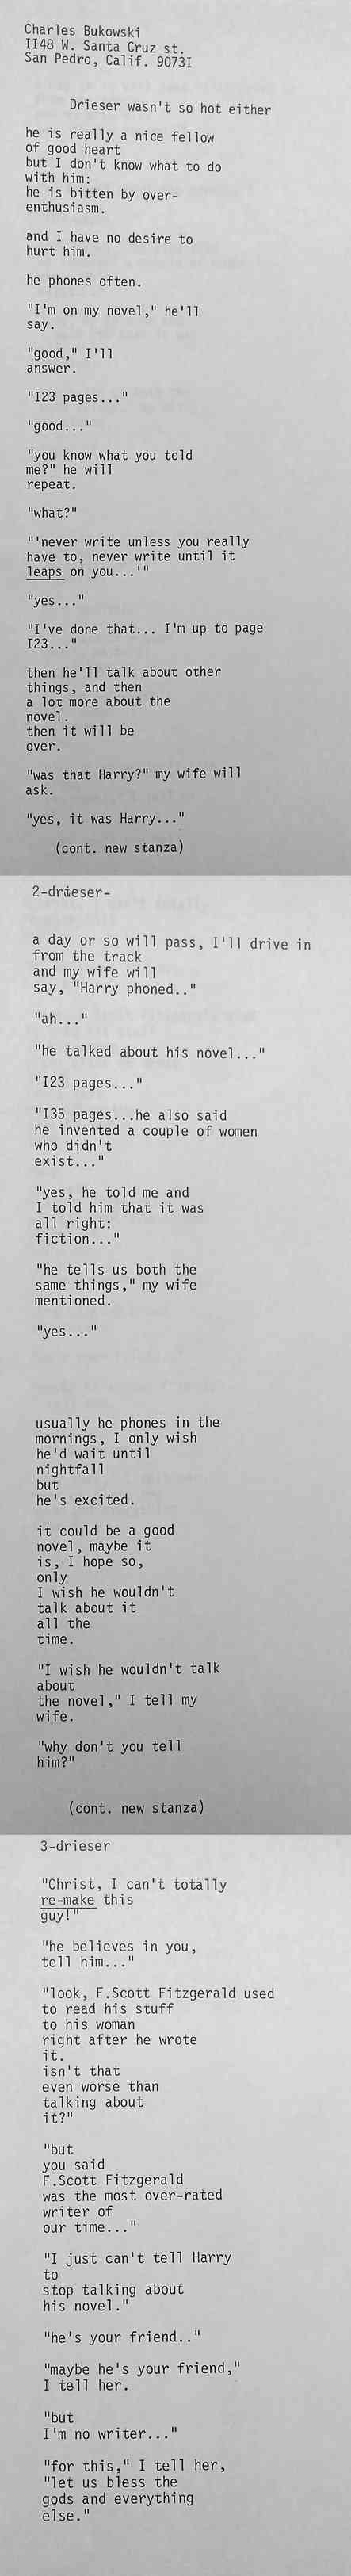 Charles Bukowski
II48 W. Santa Cruz st.
San Pedro, Calif. 9073I
Drieser wasn't so hot either
he is really a nice fellow
of good heart
but I don't know what to do
with him:
he is bitten by over-
enthusiasm.
and I have no desire to
hurt him.
he phones often.
"I'm on my novel," he'll
say.
"good," I'll
answer.
"I23 pages..."
"good..."
"you know what you told
me?" he will
repeat.
"what?"
"'never write unless you really
have to, never write until it
leaps on you...'"
"yes..."
"I've done that... I'm up to page
I23..."
then he'll talk about other
things, and then
a lot more about the
novel.
then it will be
over.
"was that Harry?" my wife will
ask.
"yes, it was Harry..."
(cont. new stanza)
2-drieser-
a day or so will pass, I'll drive in
from the track
and my wife will
say, "Harry phoned.."
"ah..."
"he talked about his novel..."
"I23 pages..."
"I35 pages...he also said
he invented a couple of women
who didn't
exist..."
"yes, he told me and
I told him that it was
all right:
fiction..."
"he tells us both the
same things," my wife
mentioned.
"yes..."
usually he phones in the
mornings, I only wish
he'd wait until
nightfall
but
he's excited.
it could be a good
novel, maybe it
is, I hope so,
only
I wish he wouldn't
talk about it
all the
time.
"I wish he wouldn't talk
about
the novel," I tell my
wife.
"why don't you tell
him?"
(cont. new stanza)
3-drieser
"Christ, I can't totally
re-make this
guy!"
"he believes in you,
tell him..."
"look, F.Scott Fitzgerald used
to read his stuff
to his woman
right after he wrote
it.
isn't that
even worse than
talking about
it?"
"but
you said
F.Scott Fitzgerald
was the most over-rated
writer of
our time..."
"I just can't tell Harry
to
stop talking about
his novel."
"he's your friend.."
"maybe he's your friend,"
I tell her.
"but
I'm no writer..."
"for this," I tell her,
"let us bless the
gods and everything
else."